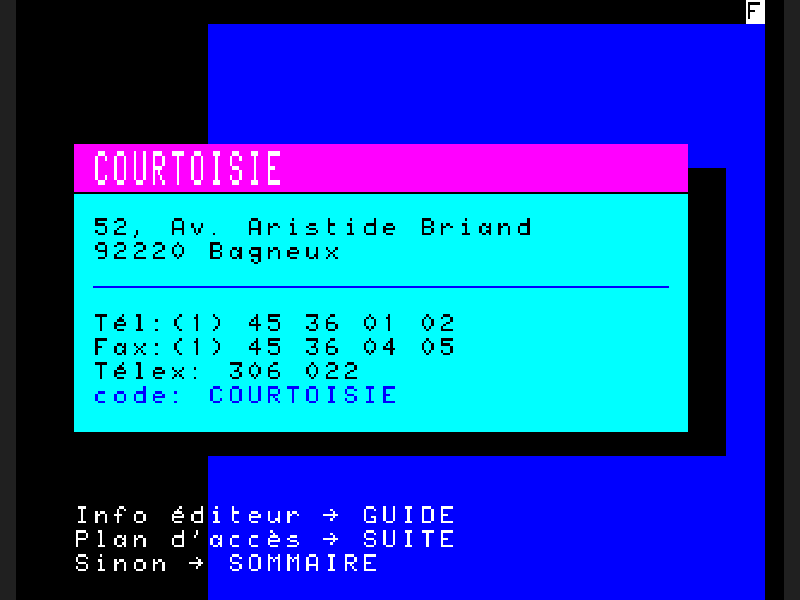 F
COURTOISIE
52, Av. Aristide Briand
92220 Bagneux
Tél:(1) 45 36 01 02
Fax:(1) 45 36 04 05
Télex: 306 022
code: COURTOISIE
Info éditeur → GUIDE
Plan d'accès → SUITE
Sinon → SOMMAIRE